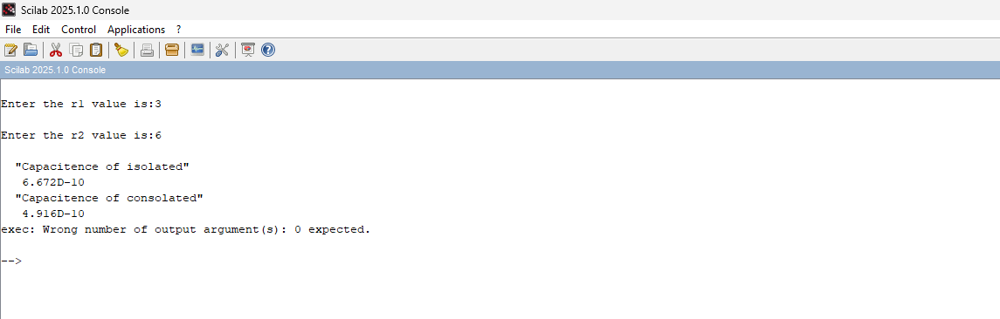 Scilab 2025.1.0 Console
File Edit Control Applications ?
Scilab 2025.1.0 Console
Enter the r1 value is:3
Enter the r2 value is:6
"Capacitence of isolated"
6.672D-10
"Capacitence of consolated"
4.916D-10
exec: Wrong number of output argument(s): 0 expected.
-->